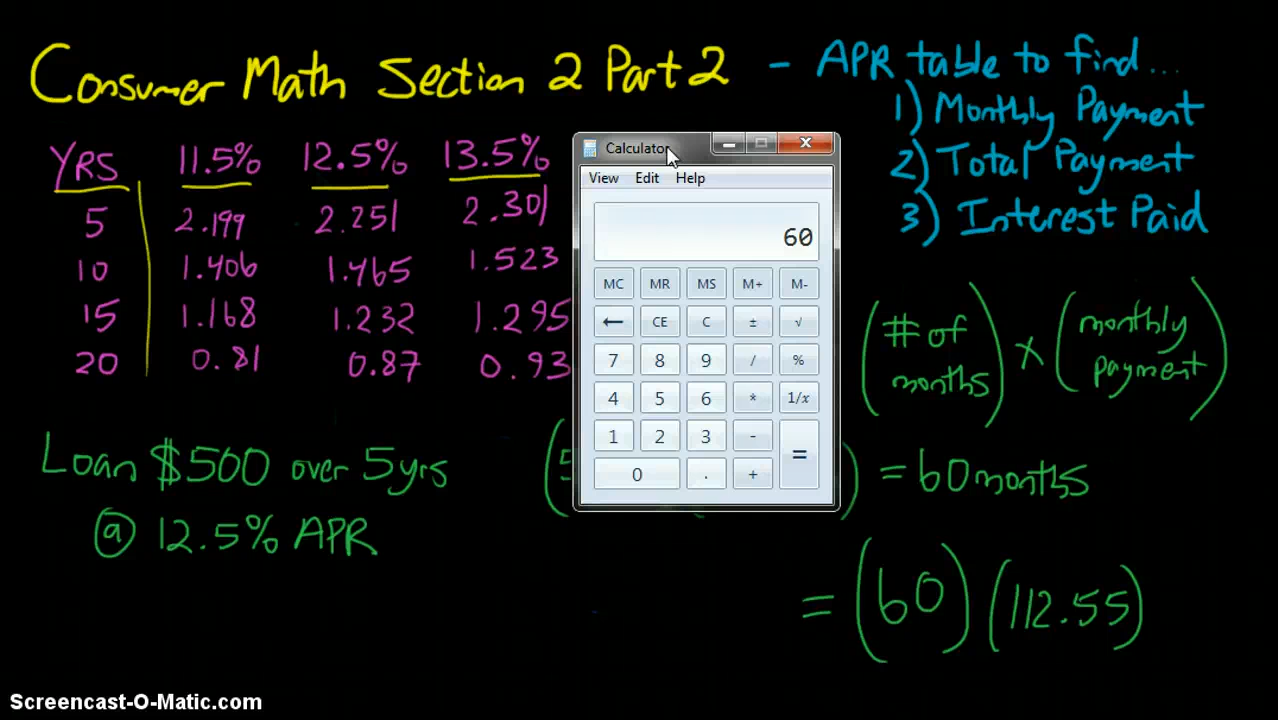 Consumer Math Section 2 Part 2
- APR table to find...
1) Monthly Payment
2) Total Payment
3) Interest Paid
YRS 11.5% 12.5% 13.5%
5 2.199 2.251 2.301
10 1.406 1.465 1.523
15 1.168 1.232 1.295
20 0.81 0.87 0.93
Calculator
View Edit Help
60
MC MR MS M+ M-
← CE C ± √
7 8 9 / %
4 5 6 * 1/x
1 2 3 - =
0 . +
(# of months) × (monthly payment)
Loan $500 over 5yrs
@ 12.5% APR
( ) = 60 months
= (60)(112.55)
Screencast-O-Matic.com